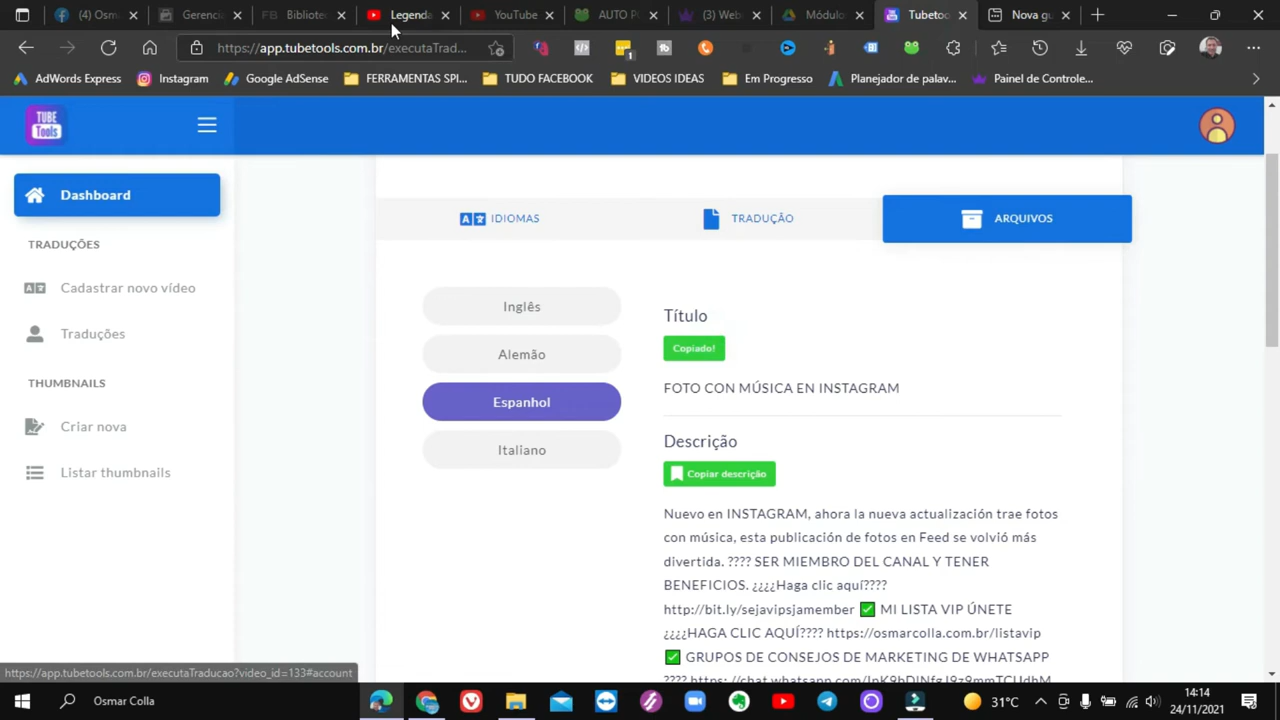 (4) Osm
Gerenci
Bibliote
Legenda
YouTube
AUTO P
(3) Web
Módulo
Tubetoo
Nova gu
https://app.tubetools.com.br/executaTrad...
AdWords Express
Instagram
Google AdSense
FERRAMENTAS SPI...
TUDO FACEBOOK
VIDEOS IDEAS
Em Progresso
Planejador de palav...
Painel de Controle...
TUBE
Tools
Dashboard
TRADUÇÕES
Cadastrar novo vídeo
Traduções
THUMBNAILS
Criar nova
Listar thumbnails
IDIOMAS
TRADUÇÃO
ARQUIVOS
Inglês
Alemão
Espanhol
Italiano
Título
Copiado!
FOTO CON MÚSICA EN INSTAGRAM
Descrição
Copiar descrição
Nuevo en INSTAGRAM, ahora la nueva actualización trae fotos
con música, esta publicación de fotos en Feed se volvió más
divertida. ???? SER MIEMBRO DEL CANAL Y TENER
BENEFICIOS. ¿¿¿¿Haga clic aquí????
http://bit.ly/sejavipsjamember ✅ MI LISTA VIP ÚNETE
¿¿¿¿HAGA CLIC AQUÍ???? https://osmarcolla.com.br/listavip
✅ GRUPOS DE CONSEJOS DE MARKETING DE WHATSAPP
https://app.tubetools.com.br/executaTraducao?video_id=133#account
Osmar Colla
31°C
14:14
24/11/2021